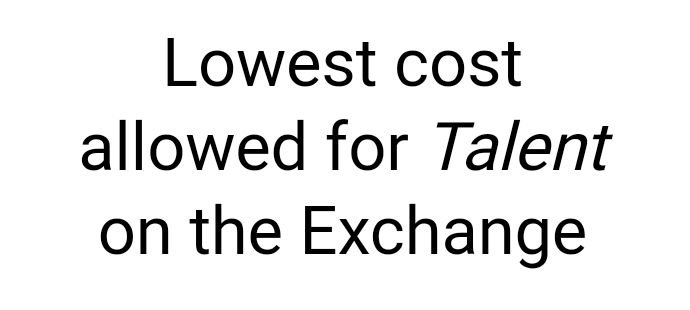 Lowest cost
allowed for Talent
on the Exchange